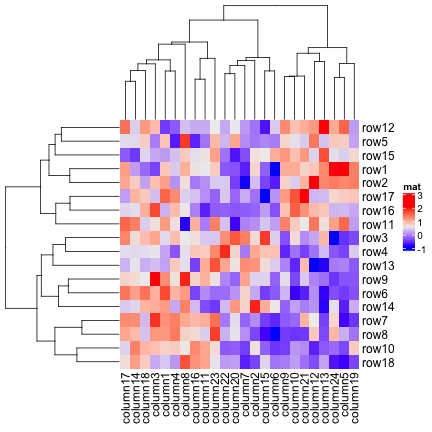 row12
row5
row15
row1
row2
row17
row16
row11
row3
row4
row13
row9
row6
row14
row7
row8
row10
row18
mat
3
2
1
0
-1
column17
column14
column18
column3
column1
column4
column8
column16
column11
column23
column22
column20
column7
column2
column15
column6
column9
column10
column21
column12
column13
column24
column5
column19